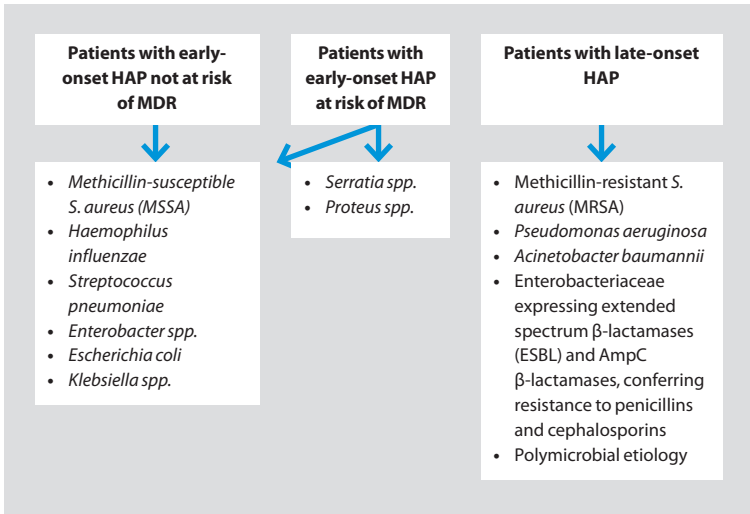 Patients with early-
onset HAP not at risk
of MDR
Patients with
early-onset HAP
at risk of MDR
Patients with late-onset
HAP
• Methicillin-susceptible
S. aureus (MSSA)
• Haemophilus
influenzae
• Streptococcus
pneumoniae
• Enterobacter spp.
• Escherichia coli
• Klebsiella spp.
• Serratia spp.
• Proteus spp.
• Methicillin-resistant S.
aureus (MRSA)
• Pseudomonas aeruginosa
• Acinetobacter baumannii
• Enterobacteriaceae
expressing extended
spectrum β-lactamases
(ESBL) and AmpC
β-lactamases, conferring
resistance to penicillins
and cephalosporins
• Polymicrobial etiology